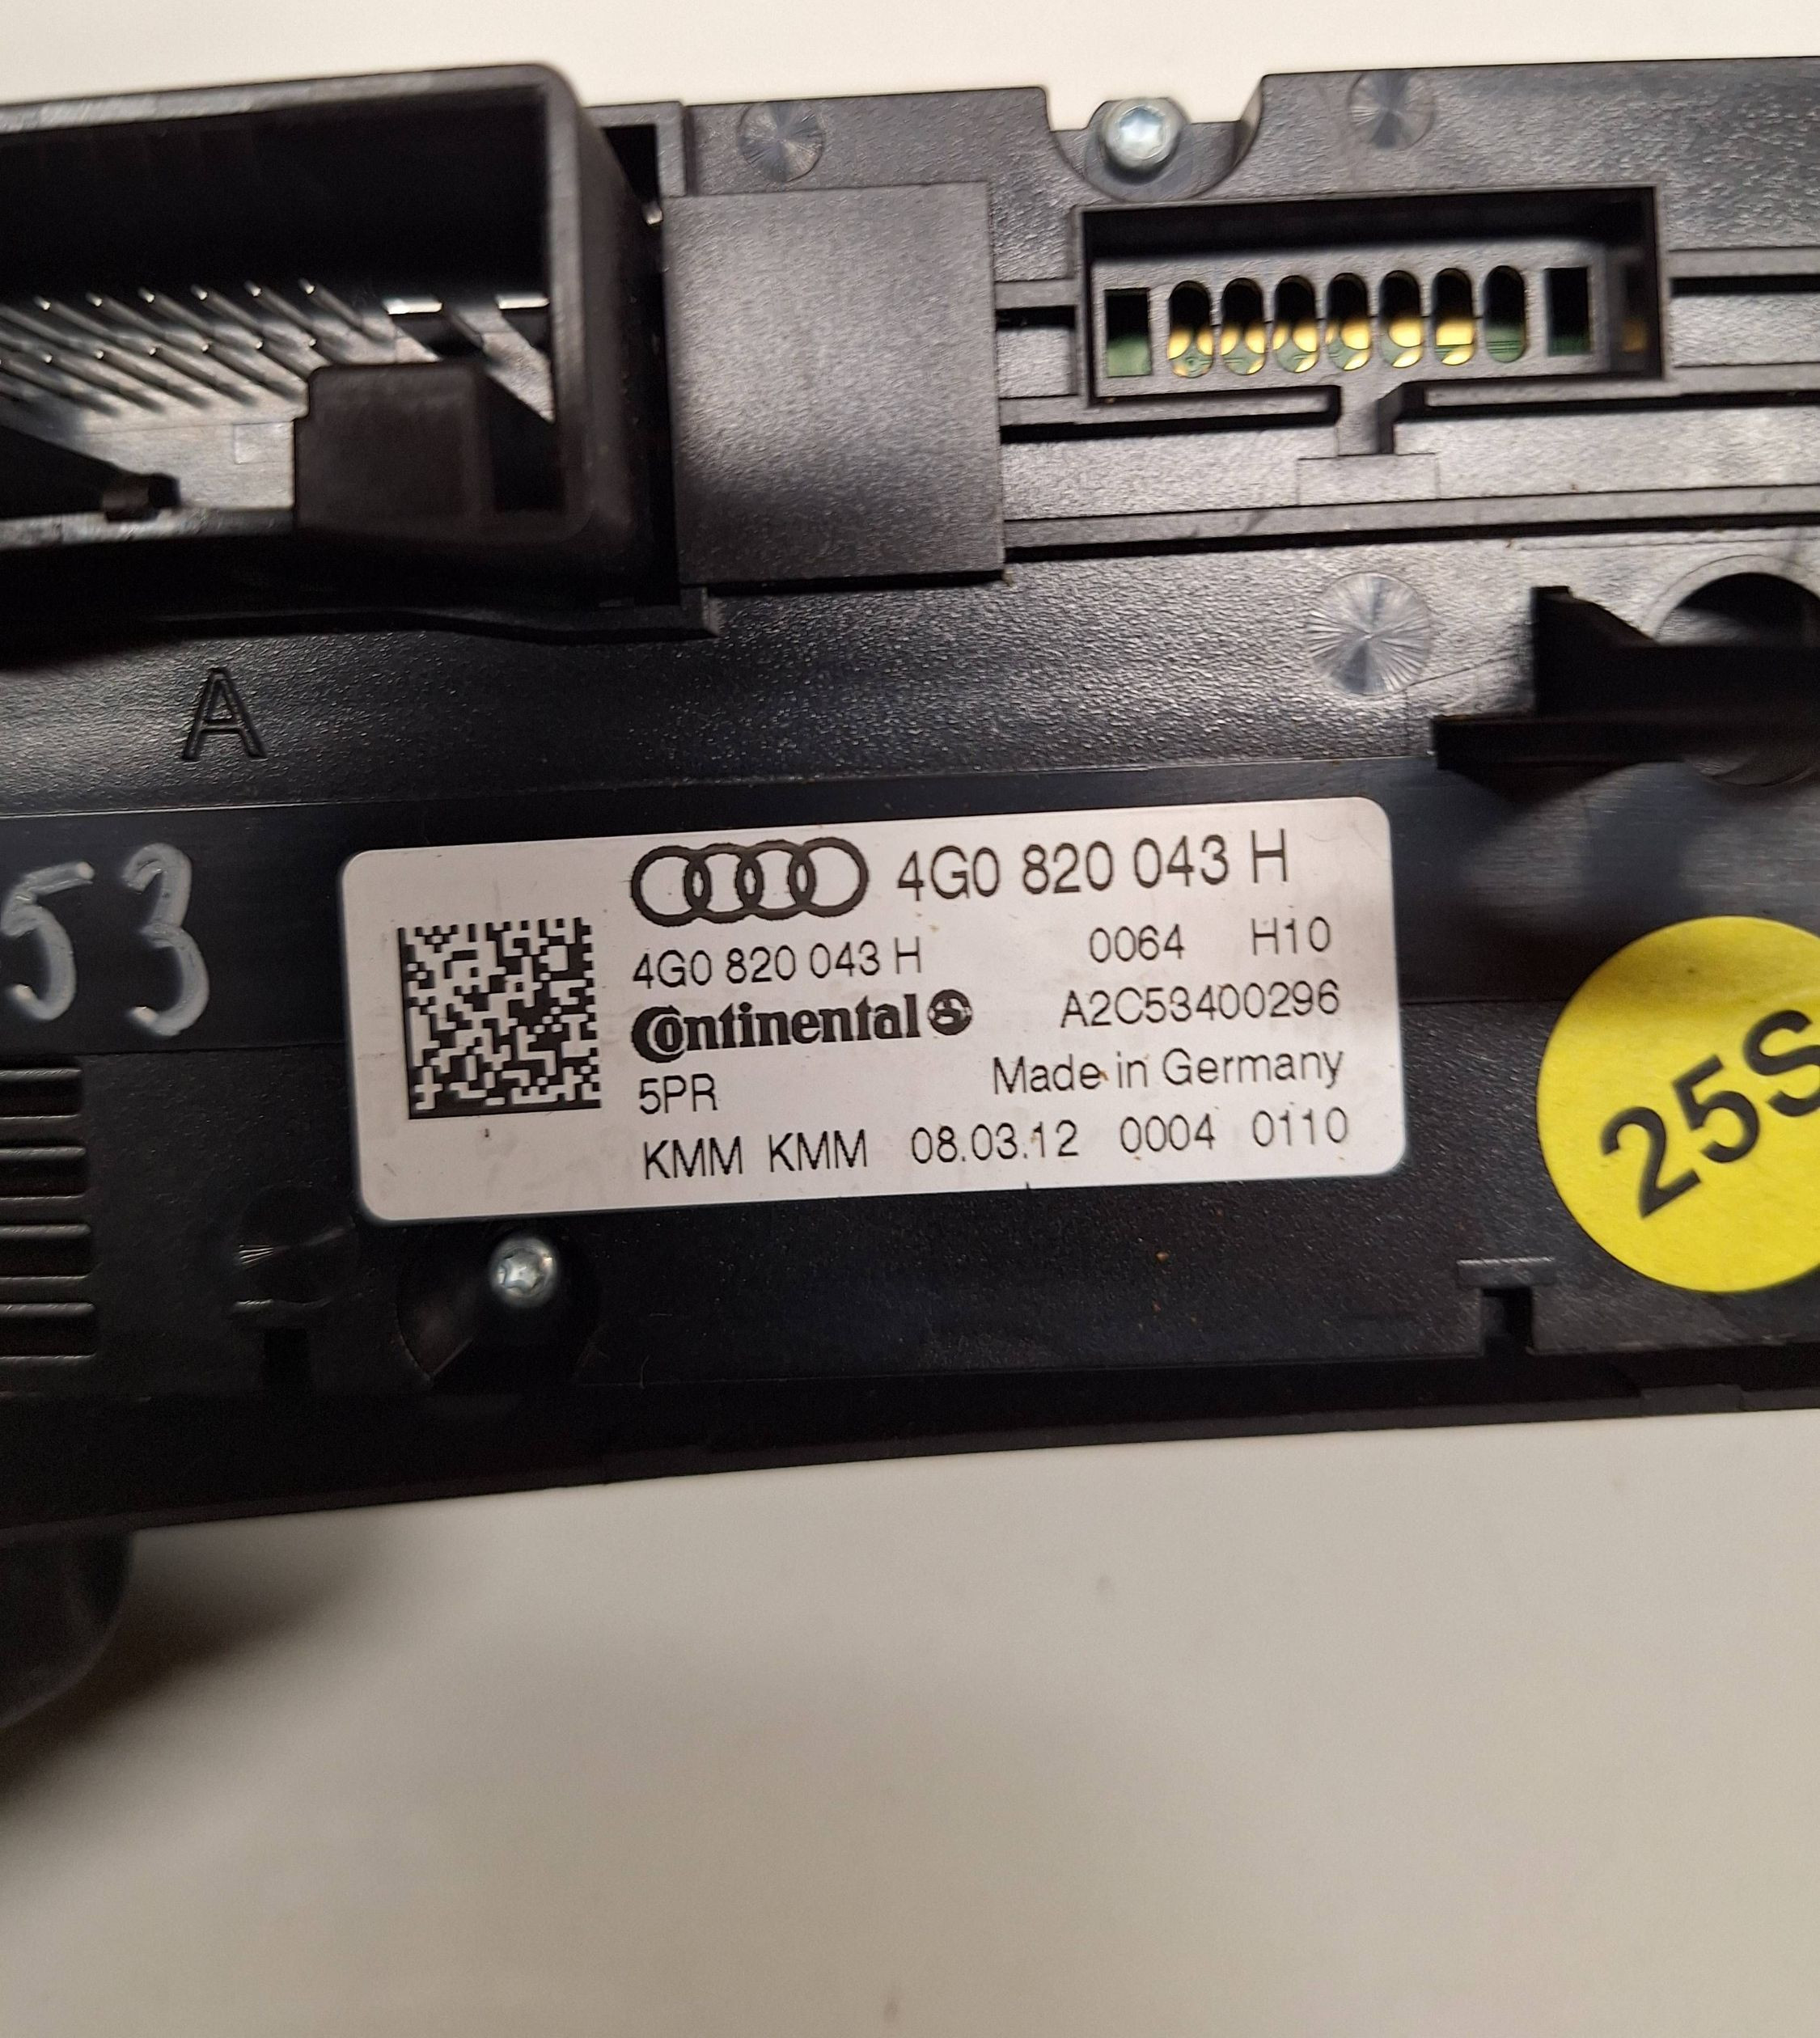 A
53
4G0 820 043 H
4G0 820 043 H 0064 H10
Continental A2C53400296
5PR Made in Germany
KMM KMM 08.03.12 0004 0110
25S